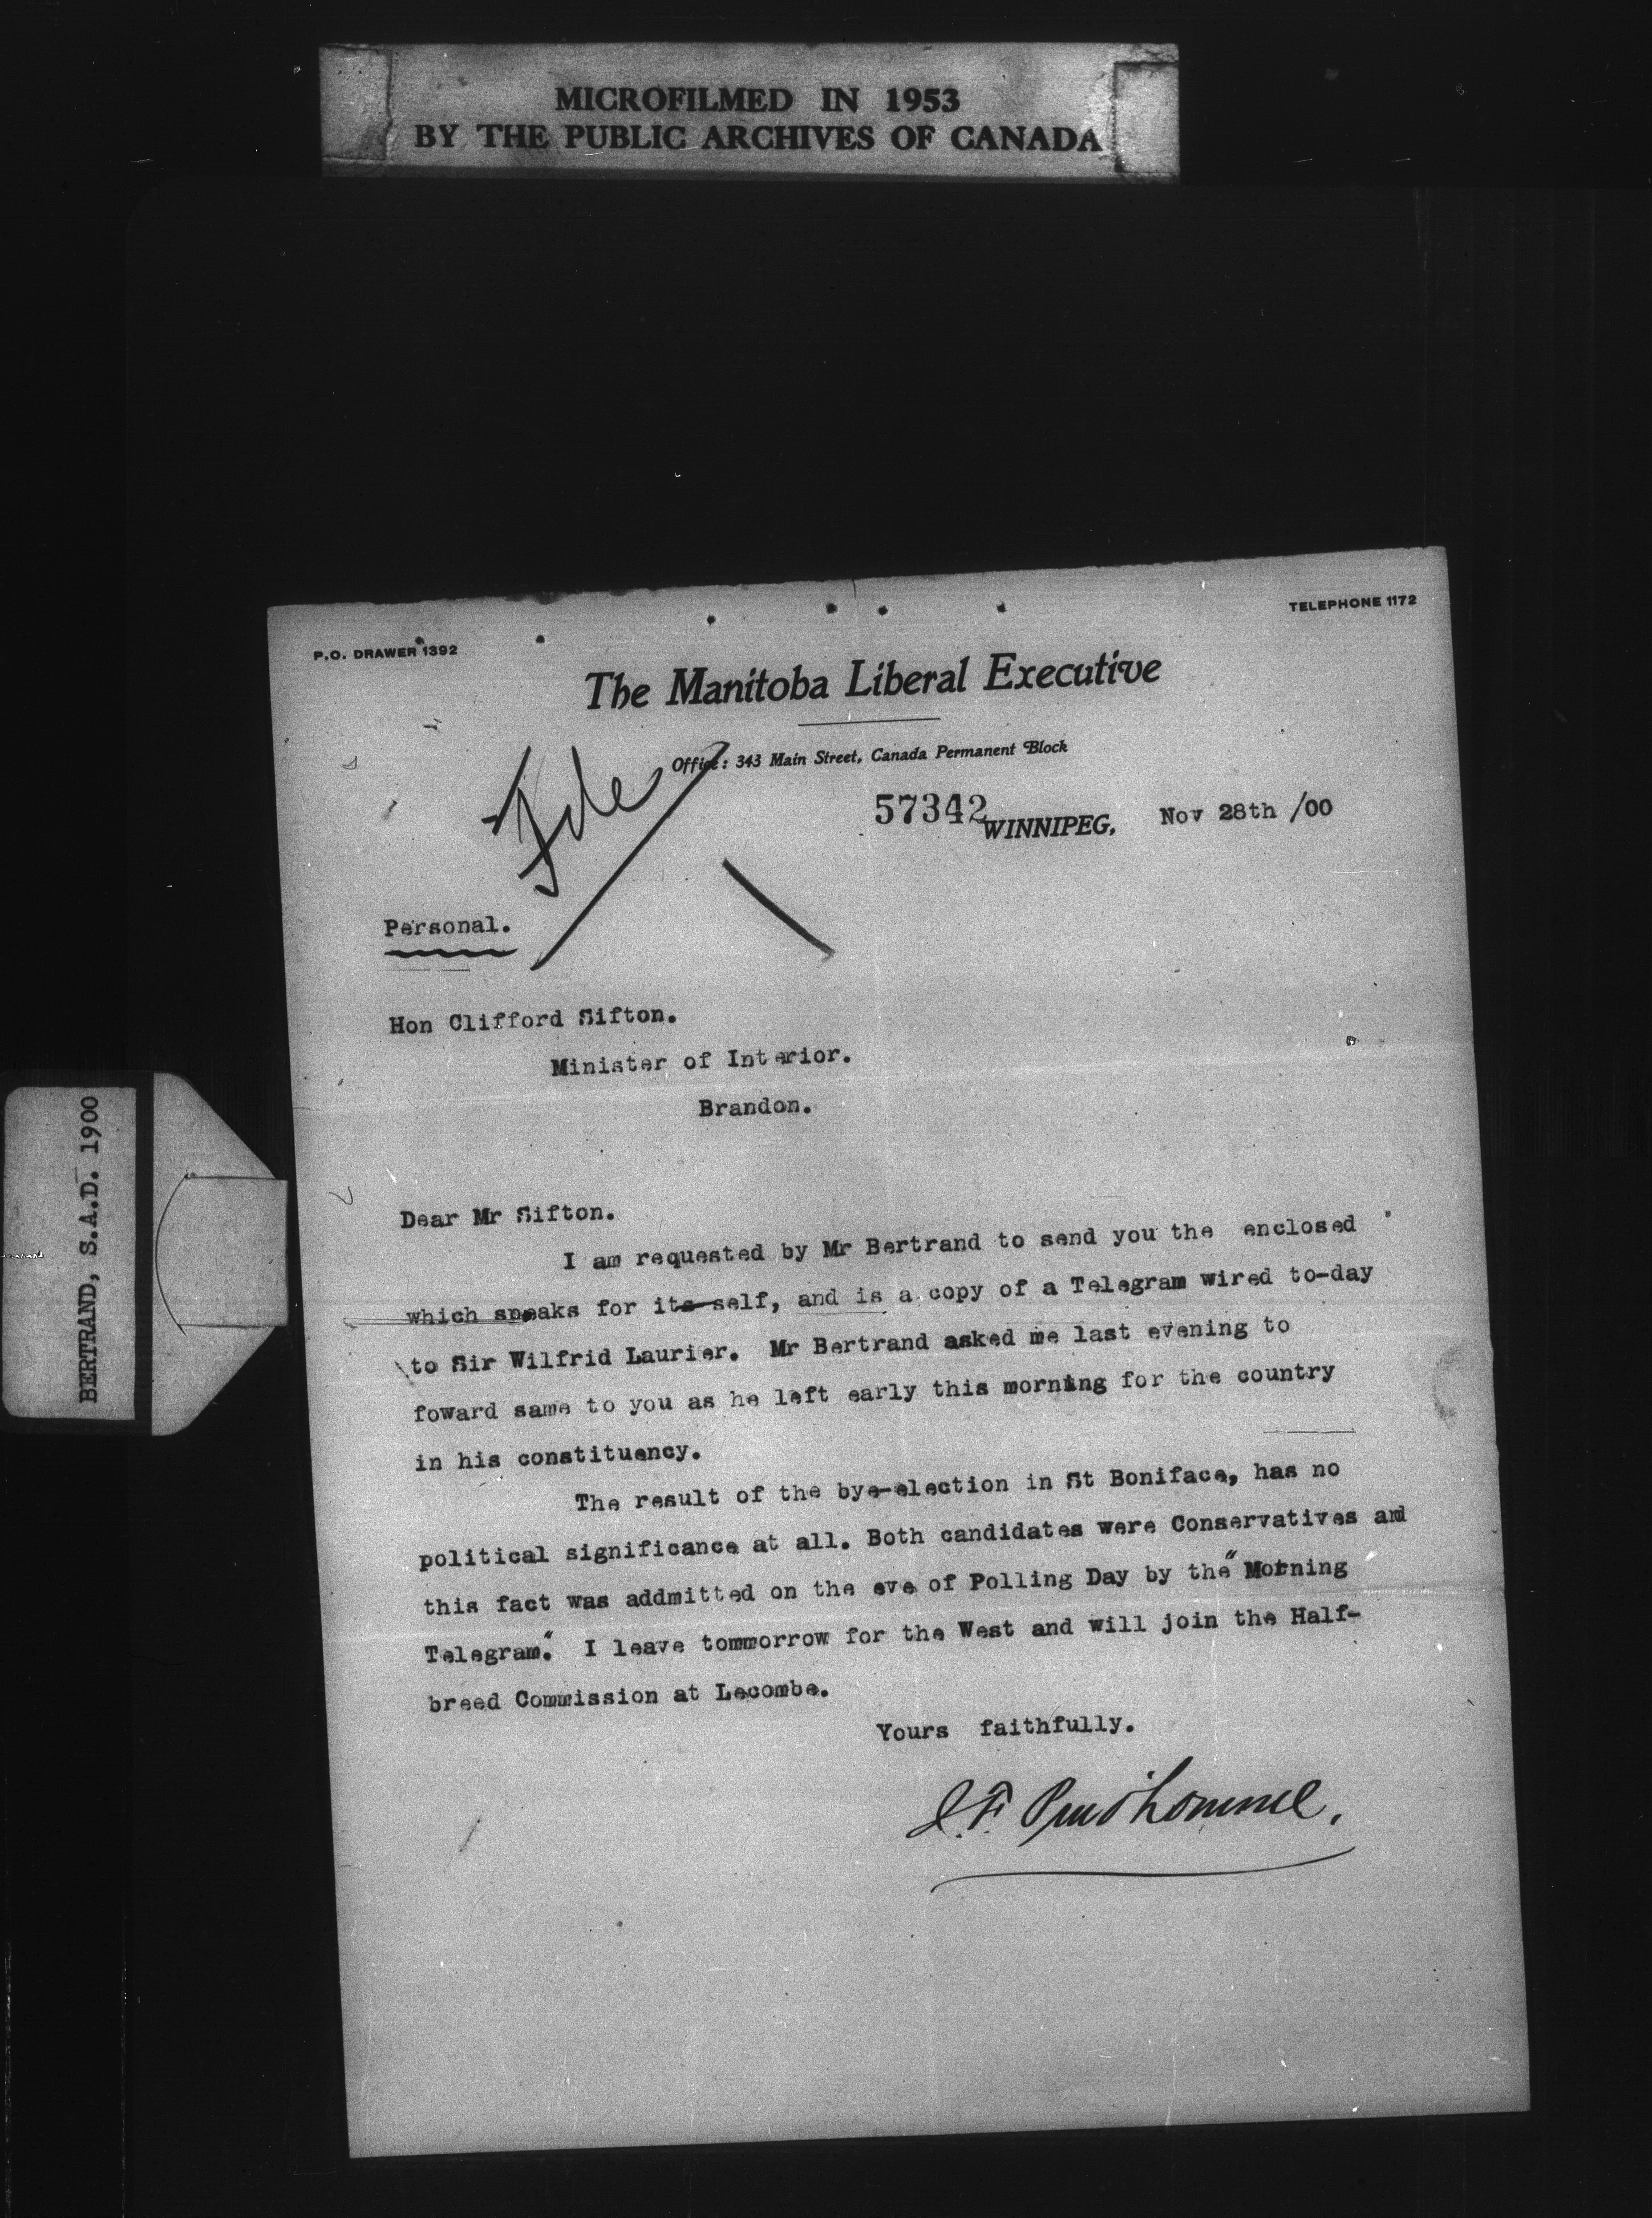 MICROFILMED IN 1953
BY THE PUBLIC ARCHIVES OF CANADA
BERTRAND, S.A.D. 1900
P.O. DRAWER 1392
TELEPHONE 1172
The Manitoba Liberal Executive
Office: 343 Main Street, Canada Permanent Block
File
57342
WINNIPEG, Nov 28th /00
Personal.
Hon Clifford Sifton.
Minister of Interior.
Brandon.
Dear Mr Sifton.
I am requested by Mr Bertrand to send you the enclosed
which speaks for its-self, and is a copy of a Telegram wired to-day
to Sir Wilfrid Laurier. Mr Bertrand asked me last evening to
foward same to you as he left early this morning for the country
in his constituency.
The result of the bye-election in St Boniface, has no
political significance at all. Both candidates were Conservatives and
this fact was addmitted on the eve of Polling Day by the "Morning
Telegram." I leave tommorrow for the West and will join the Half-
breed Commission at Lecombe.
Yours faithfully.
J.F. Prud'homme.